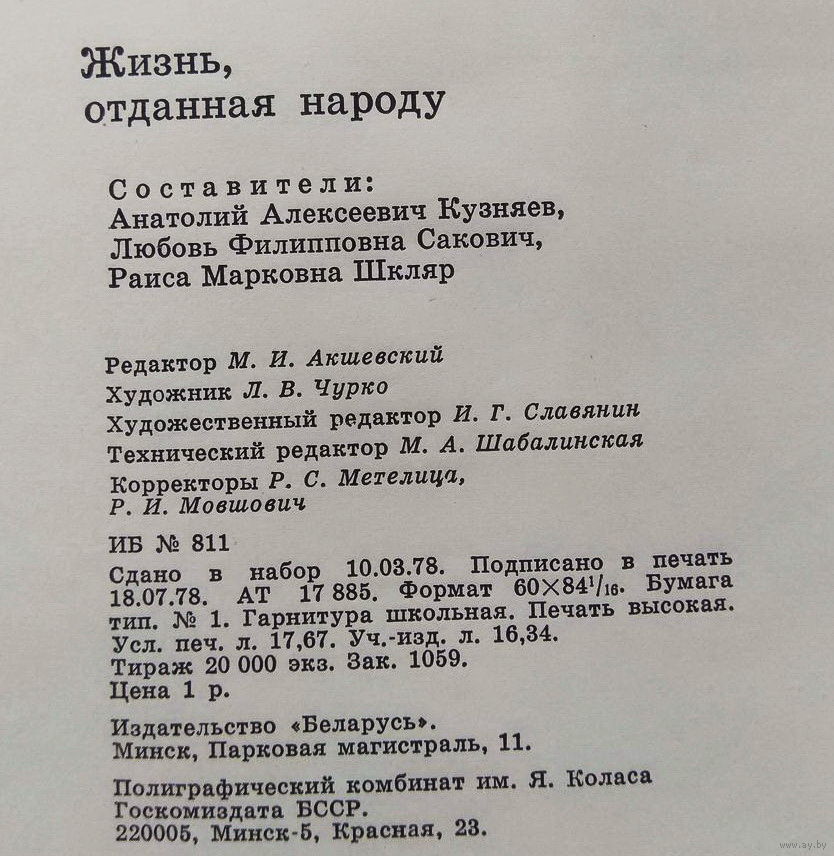 Жизнь,
отданная народу
Составители:
Анатолий Алексеевич Кузняев,
Любовь Филипповна Сакович,
Раиса Марковна Шкляр
Редактор М. И. Акшевский
Художник Л. В. Чурко
Художественный редактор И. Г. Славянин
Технический редактор М. А. Шабалинская
Корректоры Р. С. Метелица,
Р. И. Мовшович
ИБ № 811
Сдано в набор 10.03.78. Подписано в печать
18.07.78. АТ 17 885. Формат 60×84¹/₁₆. Бумага
тип. № 1. Гарнитура школьная. Печать высокая.
Усл. печ. л. 17,67. Уч.-изд. л. 16,34.
Тираж 20 000 экз. Зак. 1059.
Цена 1 р.
Издательство «Беларусь».
Минск, Парковая магистраль, 11.
Полиграфический комбинат им. Я. Коласа
Госкомиздата БССР.
220005, Минск-5, Красная, 23.
www.ay.by